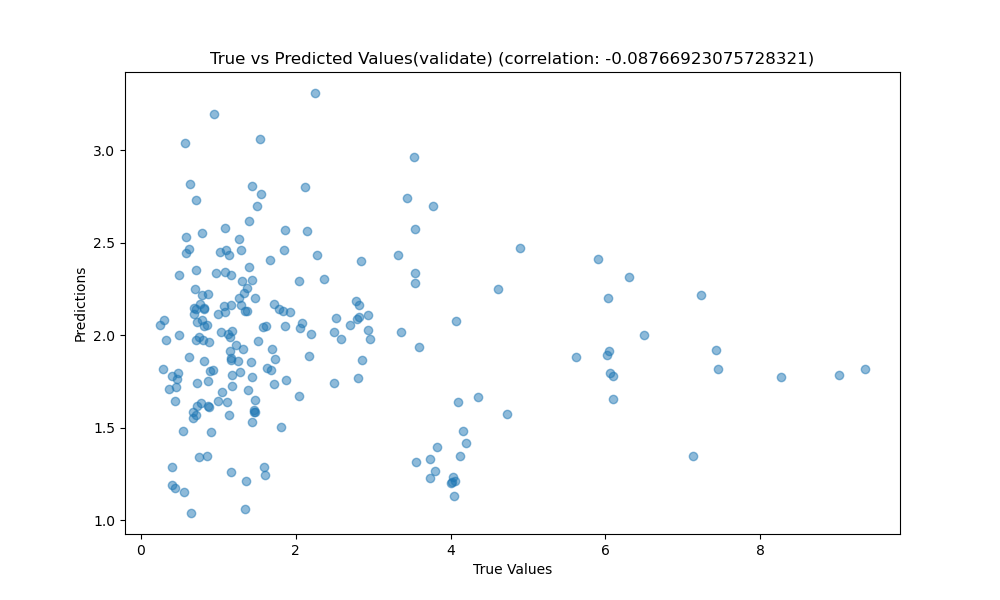 True vs Predicted Values(validate) (correlation: -0.08766923075728321)
3.0
2.5
2.0
1.5
1.0
Predictions
0 2 4 6 8
True Values